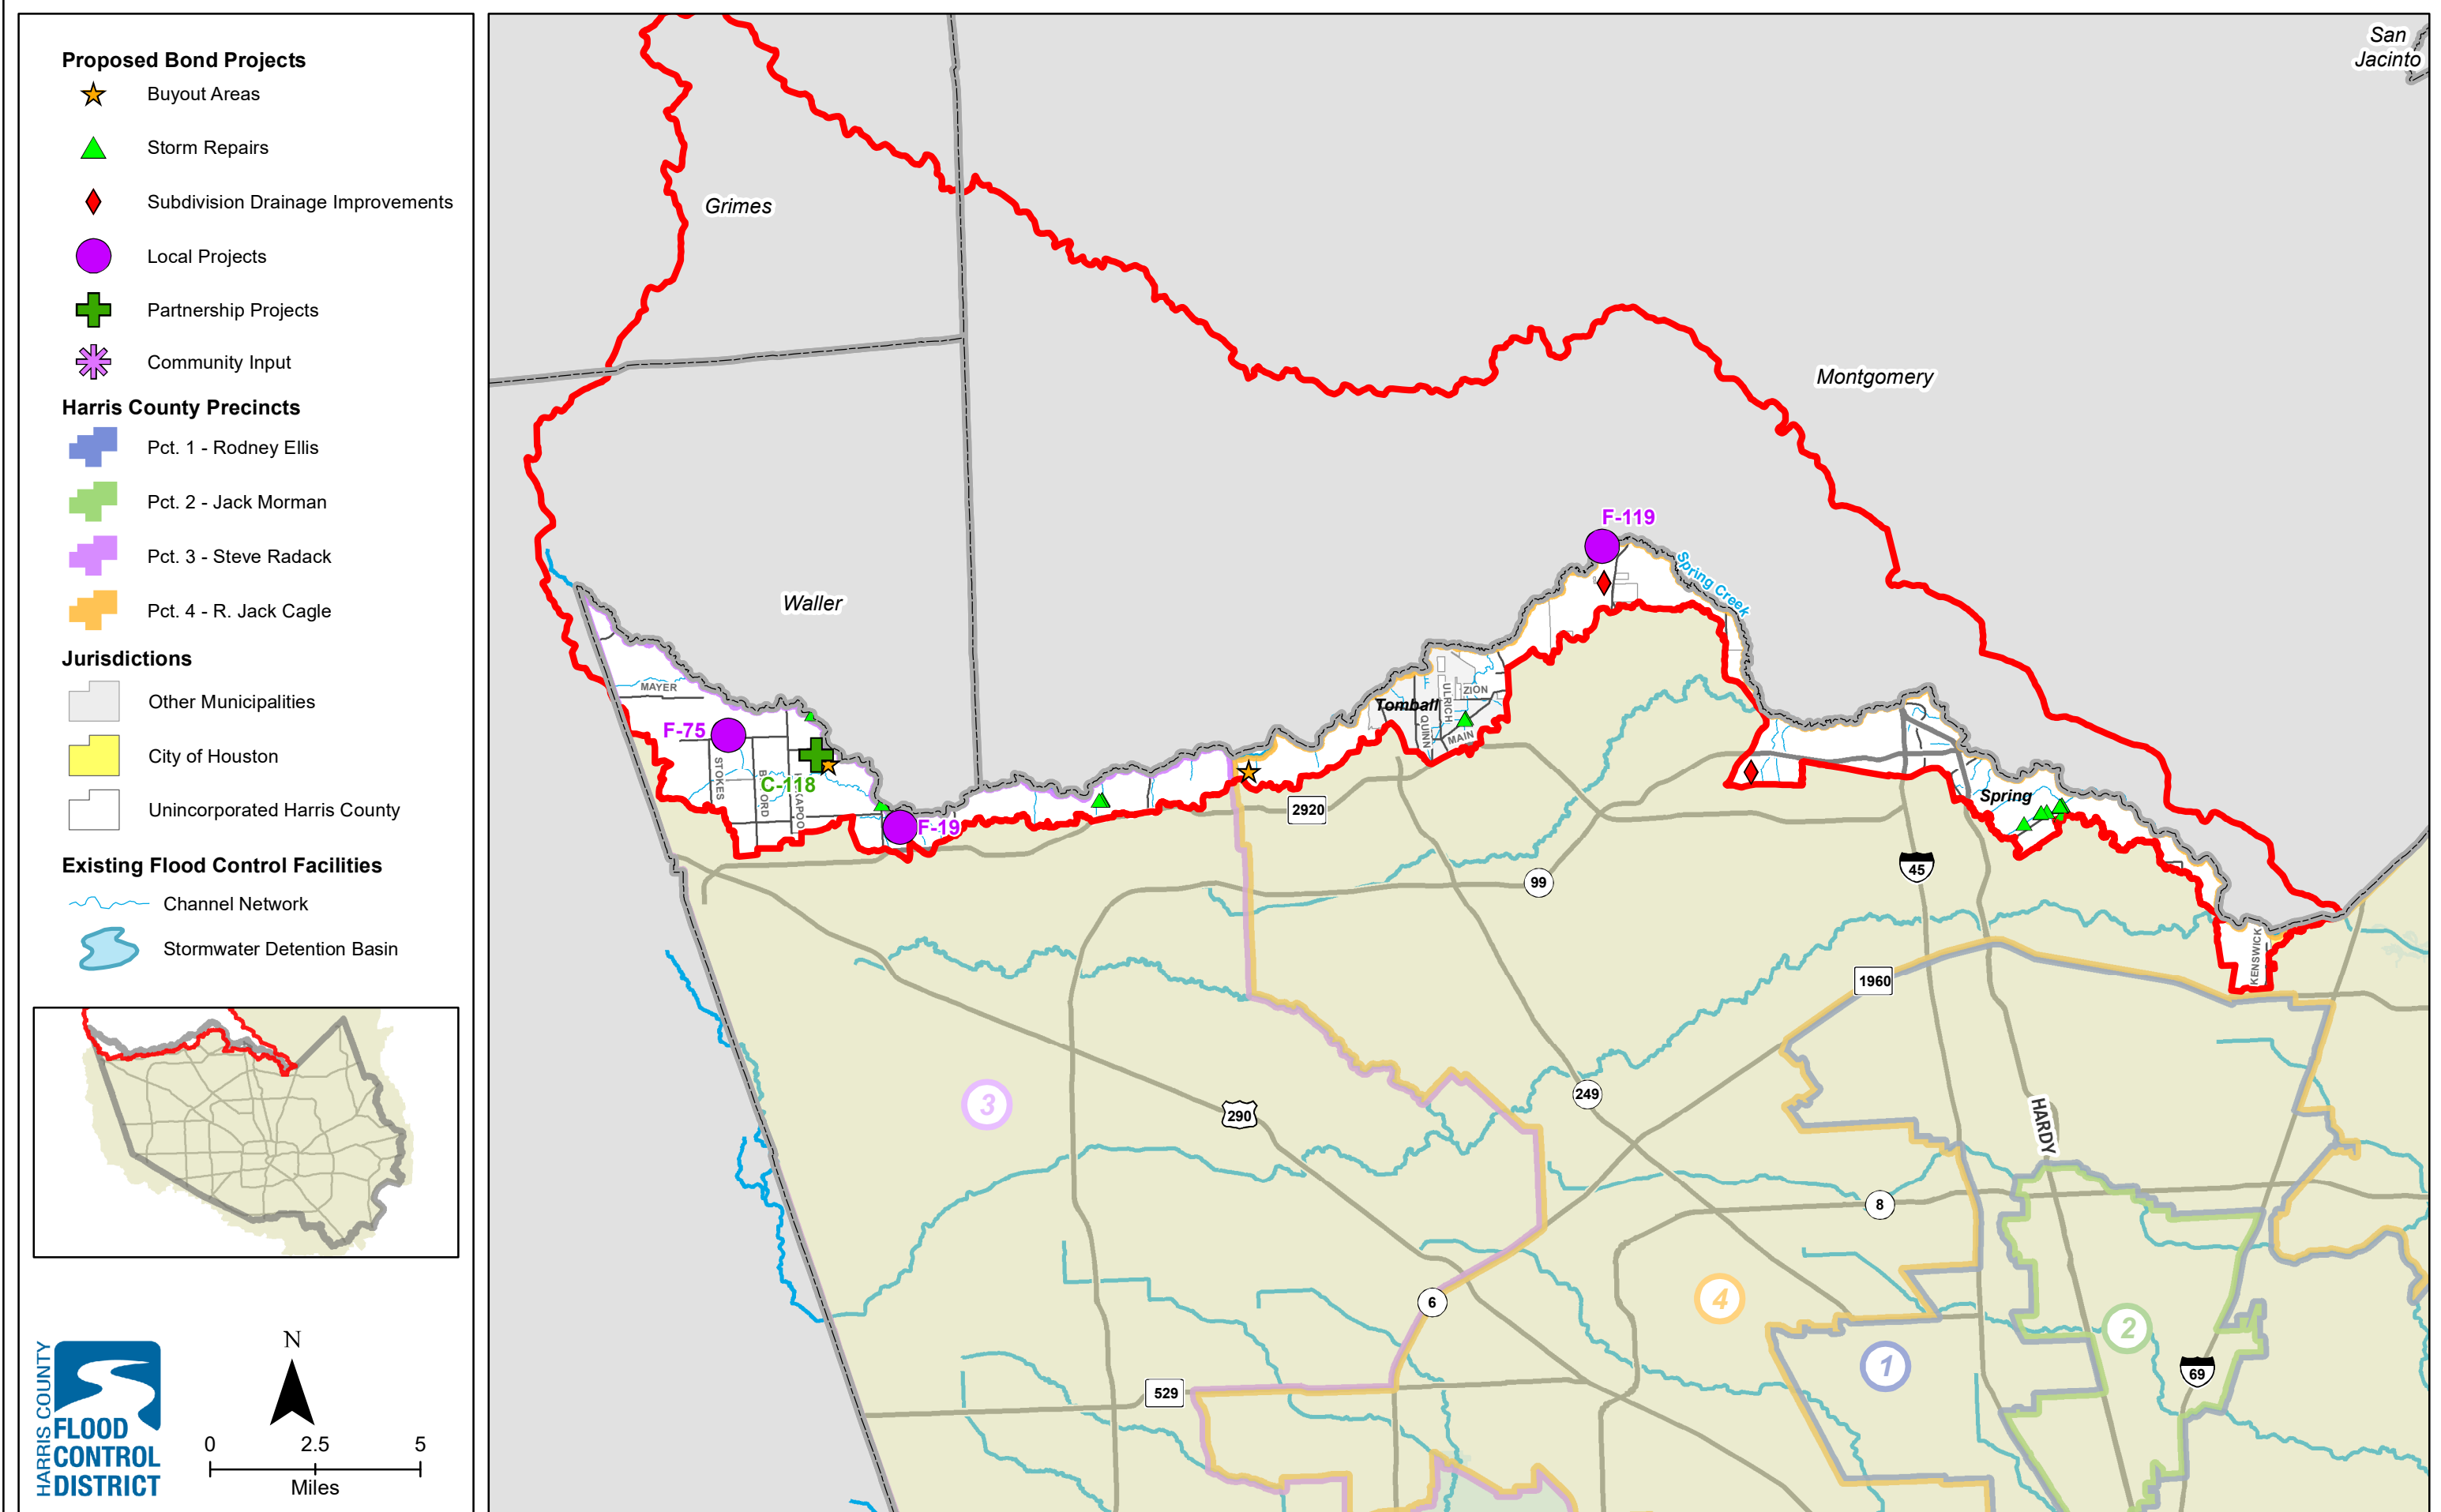 Proposed Bond Projects
Buyout Areas
Storm Repairs
Subdivision Drainage Improvements
Local Projects
Partnership Projects
Community Input
Harris County Precincts
Pct. 1 - Rodney Ellis
Pct. 2 - Jack Morman
Pct. 3 - Steve Radack
Pct. 4 - R. Jack Cagle
Jurisdictions
Other Municipalities
City of Houston
Unincorporated Harris County
Existing Flood Control Facilities
Channel Network
Stormwater Detention Basin
HARRIS COUNTY
FLOOD
CONTROL
DISTRICT
N
0 2.5 5
Miles
San
Jacinto
Grimes
Montgomery
Waller
F-119
Spring Creek
MAYER
F-75
STOKES
C-118
F-19
Tomball
ULRICH
ZION
QUINN
MAIN
2920
Spring
99
45
KENSWICK
1960
3
290
249
HARDY
8
6
4
2
1
529
69